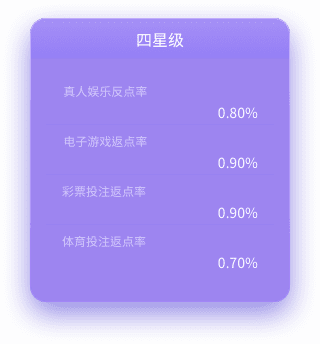 四星级
真人娱乐反点率
0.80%
电子游戏返点率
0.90%
彩票投注返点率
0.90%
体育投注返点率
0.70%